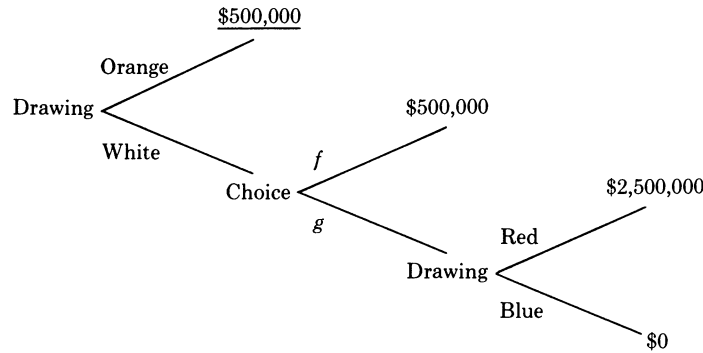 $500,000
Orange
Drawing
White
$500,000
f
Choice
g
$2,500,000
Red
Drawing
Blue
$0